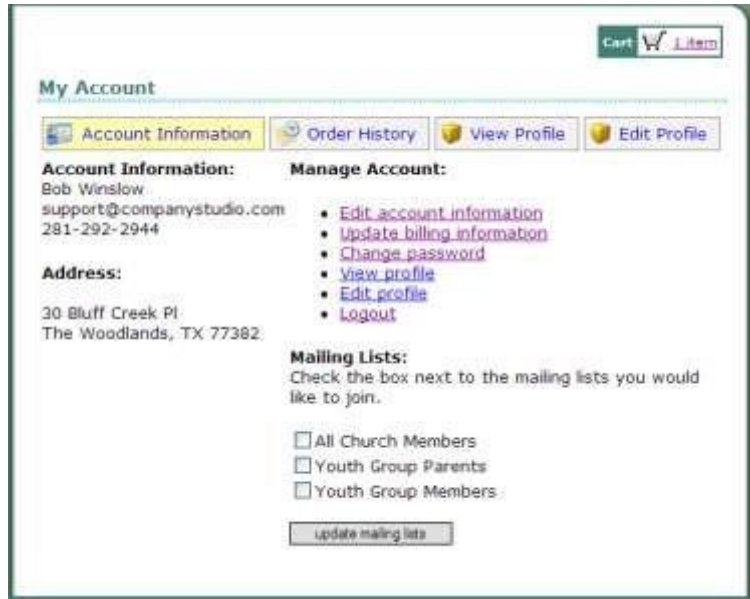 Cart 1 item
My Account
Account Information Order History View Profile Edit Profile
Account Information:
Bob Winslow
support@companystudio.com
281-292-2944
Address:
30 Bluff Creek Pl
The Woodlands, TX 77382
Manage Account:
Edit account information
Update billing information
Change password
View profile
Edit profile
Logout
Mailing Lists:
Check the box next to the mailing lists you would
like to join.
All Church Members
Youth Group Parents
Youth Group Members
update mailing lists